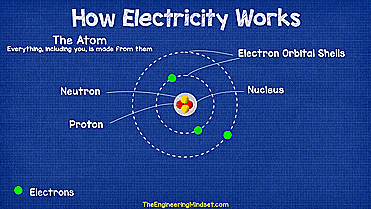 How Electricity Works
The Atom
Everything, including you, is made from them
Electron Orbital Shells
Neutron
Nucleus
Proton
Electrons
TheEngineeringMindset.com